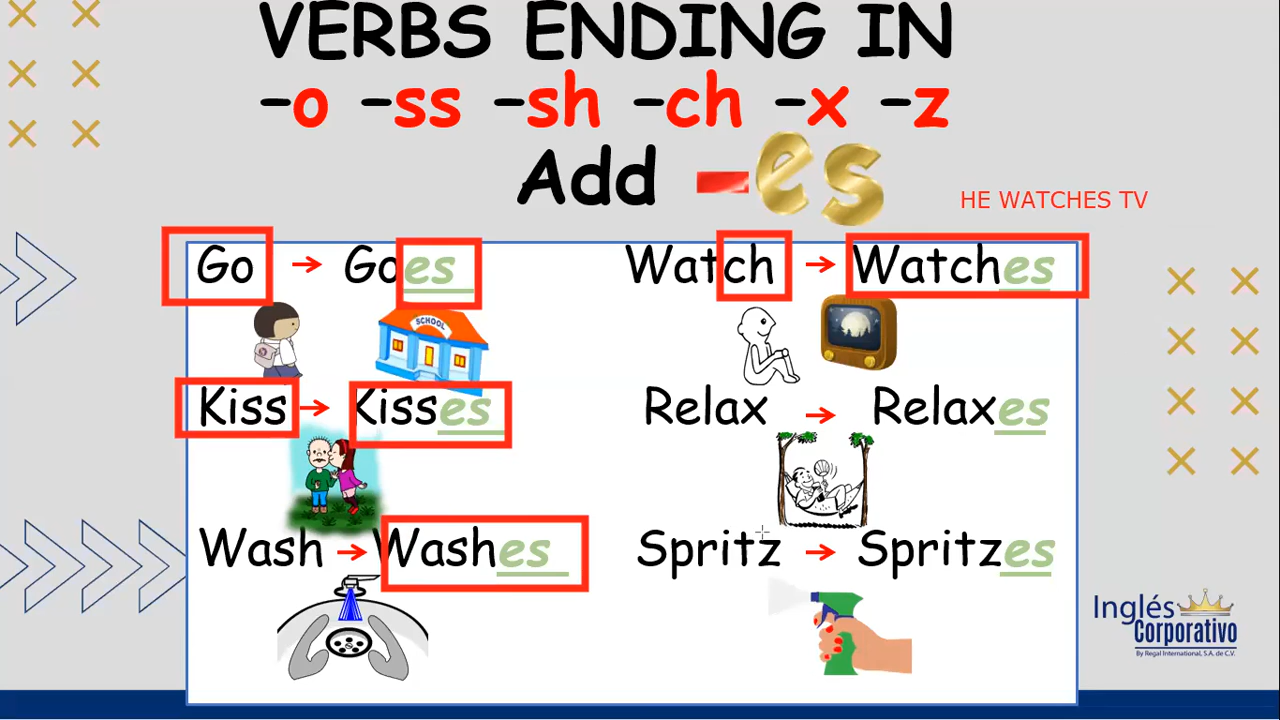 VERBS ENDING IN
-o -ss -sh -ch -x -z
Add -es
HE WATCHES TV
Go → Goes
Watch → Watches
SCHOOL
Kiss → Kisses
Relax → Relaxes
Wash → Washes
Spritz → Spritzes
Inglés
Corporativo
By Regal International, S.A. de C.V.